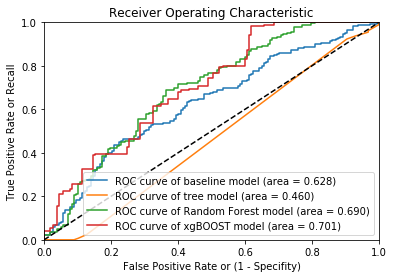 Receiver Operating Characteristic
True Positive Rate or Recall
1.0
0.8
0.6
0.4
0.2
0.0
ROC curve of baseline model (area = 0.628)
ROC curve of tree model (area = 0.460)
ROC curve of Random Forest model (area = 0.690)
ROC curve of xgBOOST model (area = 0.701)
0.0 0.2 0.4 0.6 0.8 1.0
False Positive Rate or (1 - Specifity)